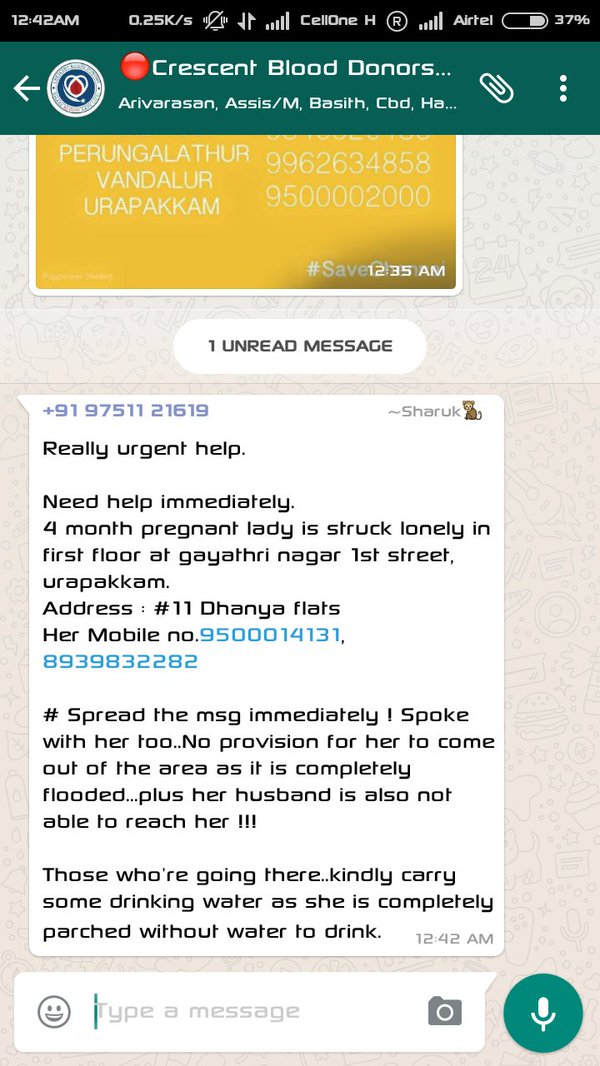 12:42AM 0.25K/s CellOne H R Airtel 37%
🔴Crescent Blood Donors...
Arivarasan, Assis/M, Basith, Cbd, Ha...
PERUNGALATHUR
VANDALUR
URAPAKKAM
9962634858
9500002000
Puppeteer Studios
12:35 AM
1 UNREAD MESSAGE
+91 97511 21619 ~Sharuk🐒
Really urgent help.
Need help immediately.
4 month pregnant lady is struck lonely in
first floor at gayathri nagar 1st street,
urapakkam.
Address : #11 Dhanya flats
Her Mobile no.9500014131,
8939832282
# Spread the msg immediately ! Spoke
with her too..No provision for her to come
out of the area as it is completely
flooded...plus her husband is also not
able to reach her !!!
Those who're going there..kindly carry
some drinking water as she is completely
parched without water to drink.
12:42 AM
Type a message